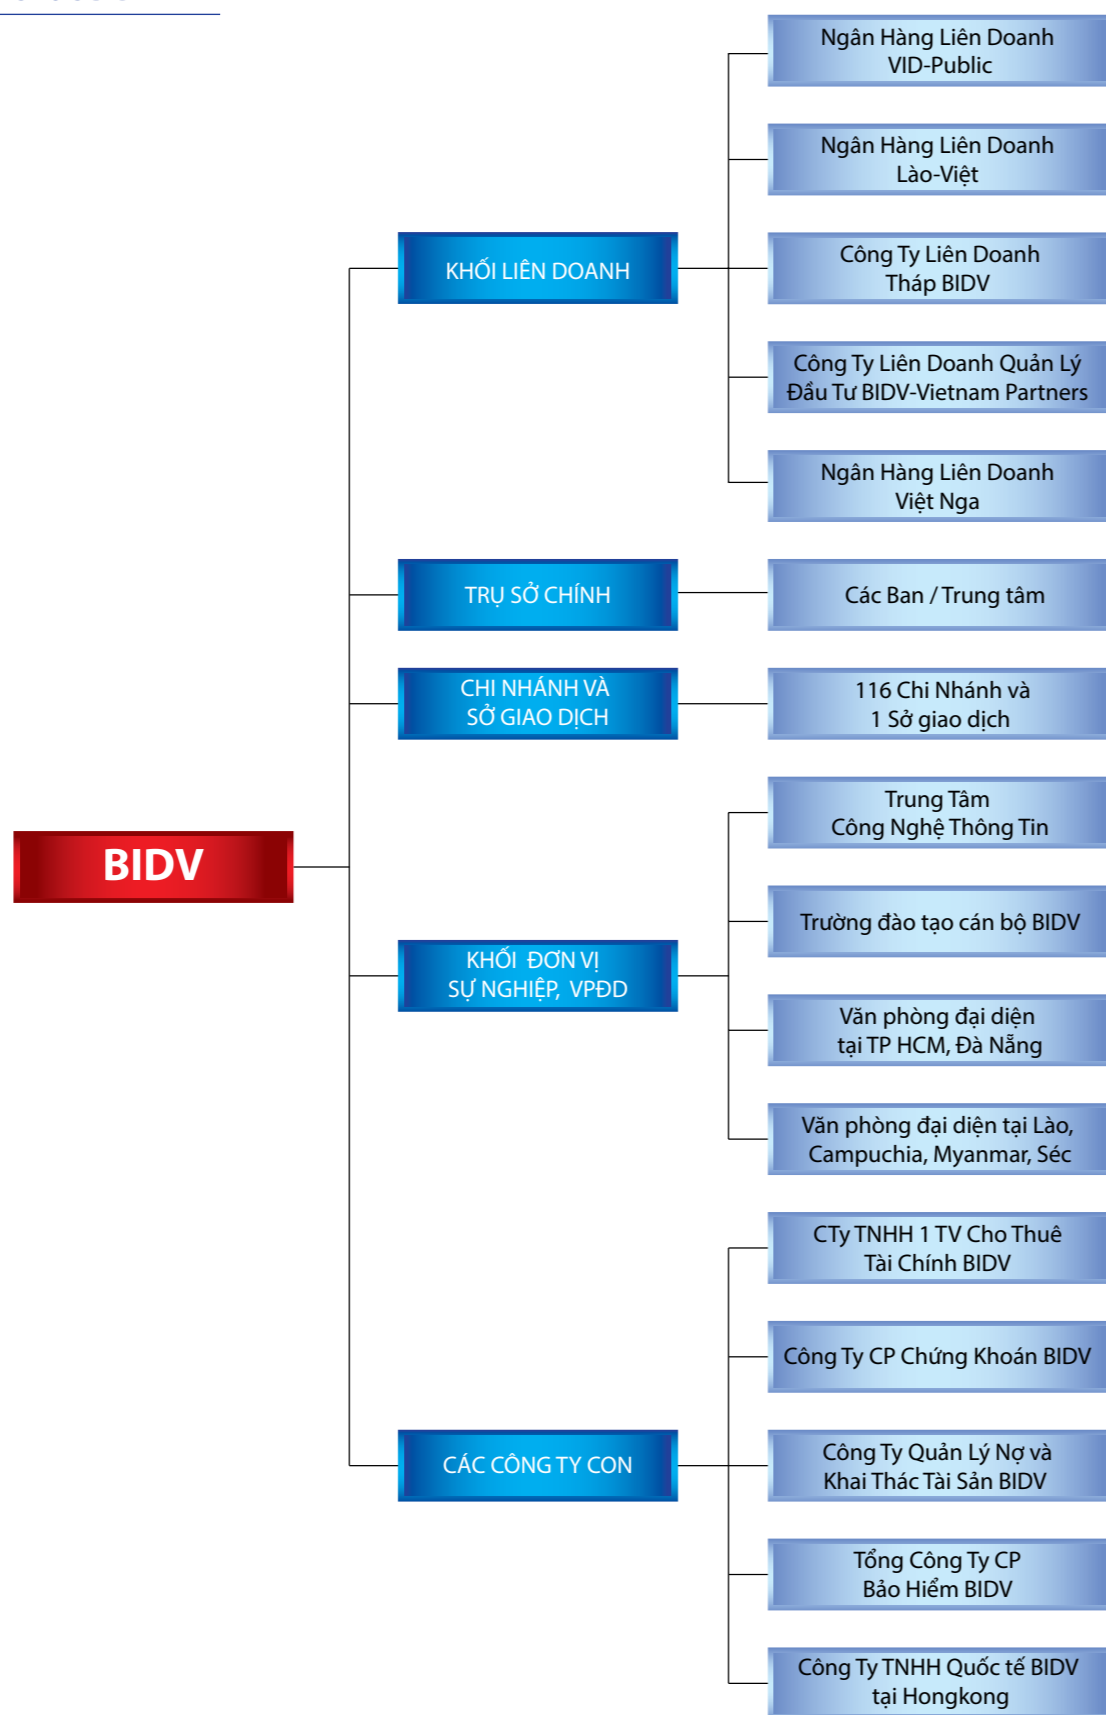 Ngân Hàng Liên Doanh
VID-Public
Ngân Hàng Liên Doanh
Lào-Việt
KHỐI LIÊN DOANH
Công Ty Liên Doanh
Tháp BIDV
Công Ty Liên Doanh Quản Lý
Đầu Tư BIDV-Vietnam Partners
Ngân Hàng Liên Doanh
Việt Nga
TRỤ SỞ CHÍNH
Các Ban / Trung tâm
CHI NHÁNH VÀ
SỞ GIAO DỊCH
116 Chi Nhánh và
1 Sở giao dịch
BIDV
Trung Tâm
Công Nghệ Thông Tin
Trường đào tạo cán bộ BIDV
KHỐI ĐƠN VỊ
SỰ NGHIỆP, VPĐD
Văn phòng đại diện
tại TP HCM, Đà Nẵng
Văn phòng đại diện tại Lào,
Campuchia, Myanmar, Séc
CTy TNHH 1 TV Cho Thuê
Tài Chính BIDV
Công Ty CP Chứng Khoán BIDV
CÁC CÔNG TY CON
Công Ty Quản Lý Nợ và
Khai Thác Tài Sản BIDV
Tổng Công Ty CP
Bảo Hiểm BIDV
Công Ty TNHH Quốc tế BIDV
tại Hongkong